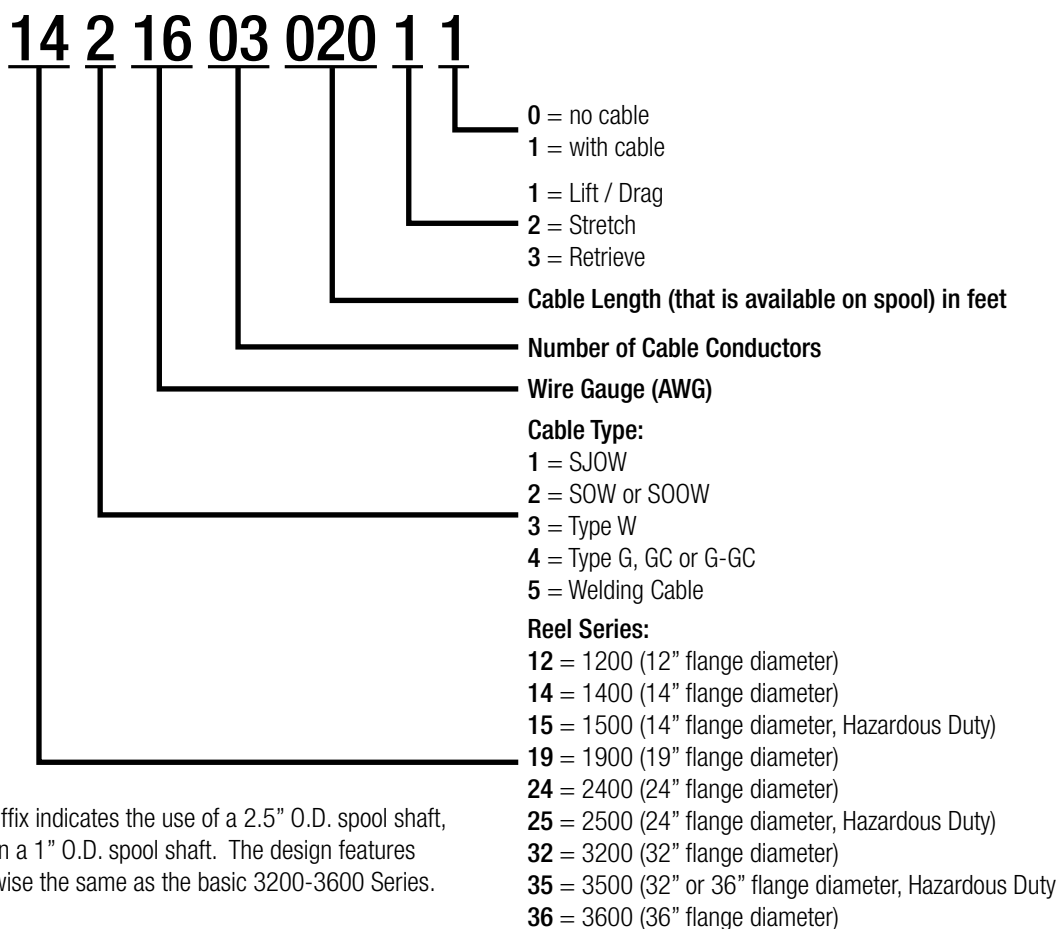 14 2 16 03 020 1 1
0 = no cable
1 = with cable
1 = Lift / Drag
2 = Stretch
3 = Retrieve
Cable Length (that is available on spool) in feet
Number of Cable Conductors
Wire Gauge (AWG)
Cable Type:
1 = SJOW
2 = SOW or SOOW
3 = Type W
4 = Type G, GC or G-GC
5 = Welding Cable
Reel Series:
12 = 1200 (12” flange diameter)
14 = 1400 (14” flange diameter)
15 = 1500 (14” flange diameter, Hazardous Duty)
19 = 1900 (19” flange diameter)
24 = 2400 (24” flange diameter)
25 = 2500 (24” flange diameter, Hazardous Duty)
32 = 3200 (32” flange diameter)
35 = 3500 (32” or 36” flange diameter, Hazardous Duty
36 = 3600 (36” flange diameter)
indicates the use of a 2.5” O.D. spool shaft,
a 1” O.D. spool shaft. The design features
the same as the basic 3200-3600 Series.